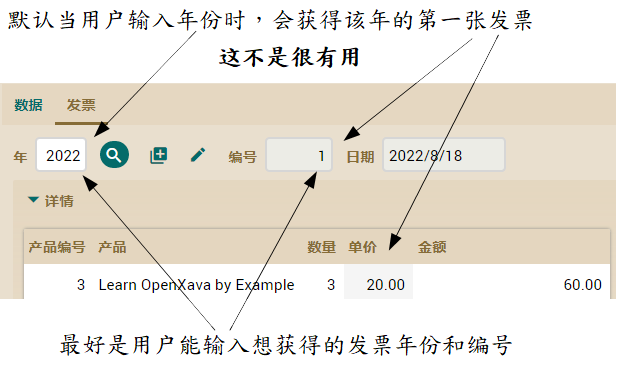 默认当用户输入年份时，会获得该年的第一张发票
这不是很有用
数据 发票
年 2022 编号 1 日期 2022/8/18
详情
产品编号 产品 数量 单价 金额
3 Learn OpenXava by Example 3 20.00 60.00
最好是用户能输入想获得的发票年份和编号